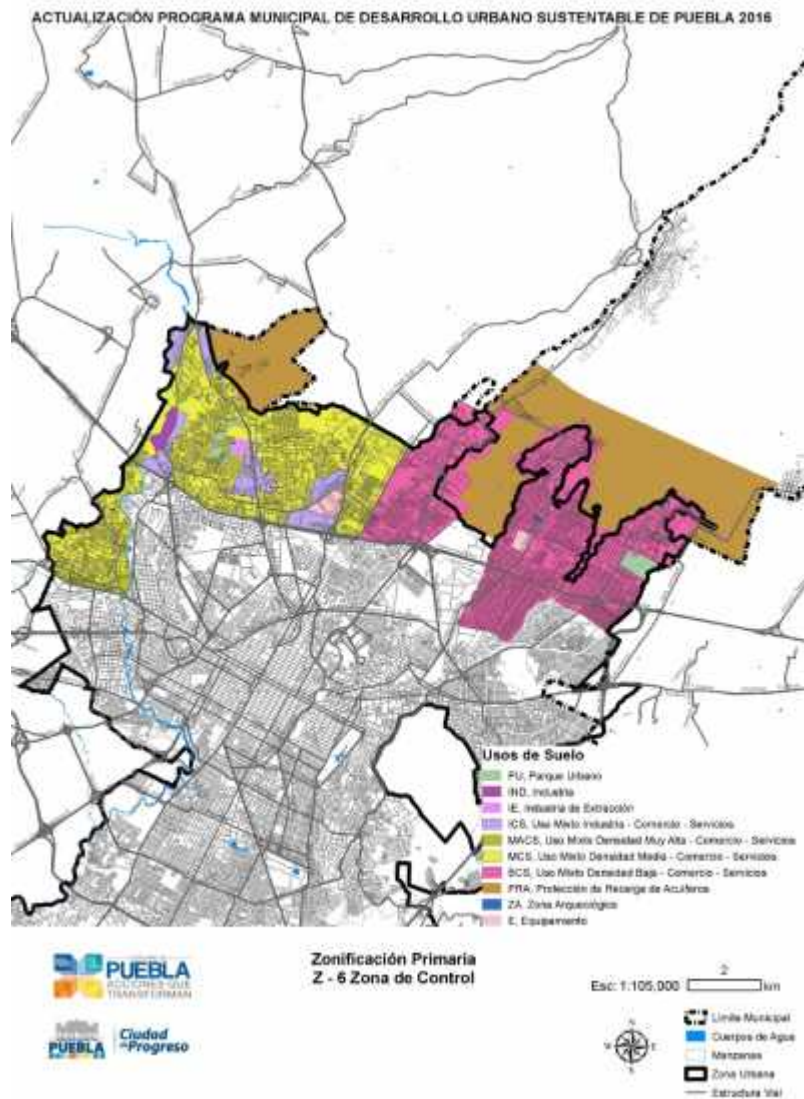 ACTUALIZACIÓN PROGRAMA MUNICIPAL DE DESARROLLO URBANO SUSTENTABLE DE PUEBLA 2016
Usos de Suelo
PU, Parque Urbano
IND, Industria
IE, Industria de Extracción
ICS, Uso Mixto Industria - Comercio - Servicios
MACS, Uso Mixto Densidad Muy Alta - Comercio - Servicios
MCS, Uso Mixto Densidad Media - Comercio - Servicios
BCS, Uso Mixto Densidad Baja - Comercio - Servicios
PRA, Protección de Recarga de Acuíferos
ZA, Zona Arqueológica
E, Equipamiento
PUEBLA
ACCIONES QUE
TRANSFORMAN
Zonificación Primaria
Z - 6 Zona de Control
Esc: 1:105,000
2
km
PUEBLA
Ciudad
de Progreso
N
W
E
S
Límite Municipal
Cuerpos de Agua
Manzanas
Zona Urbana
Estructura Vial